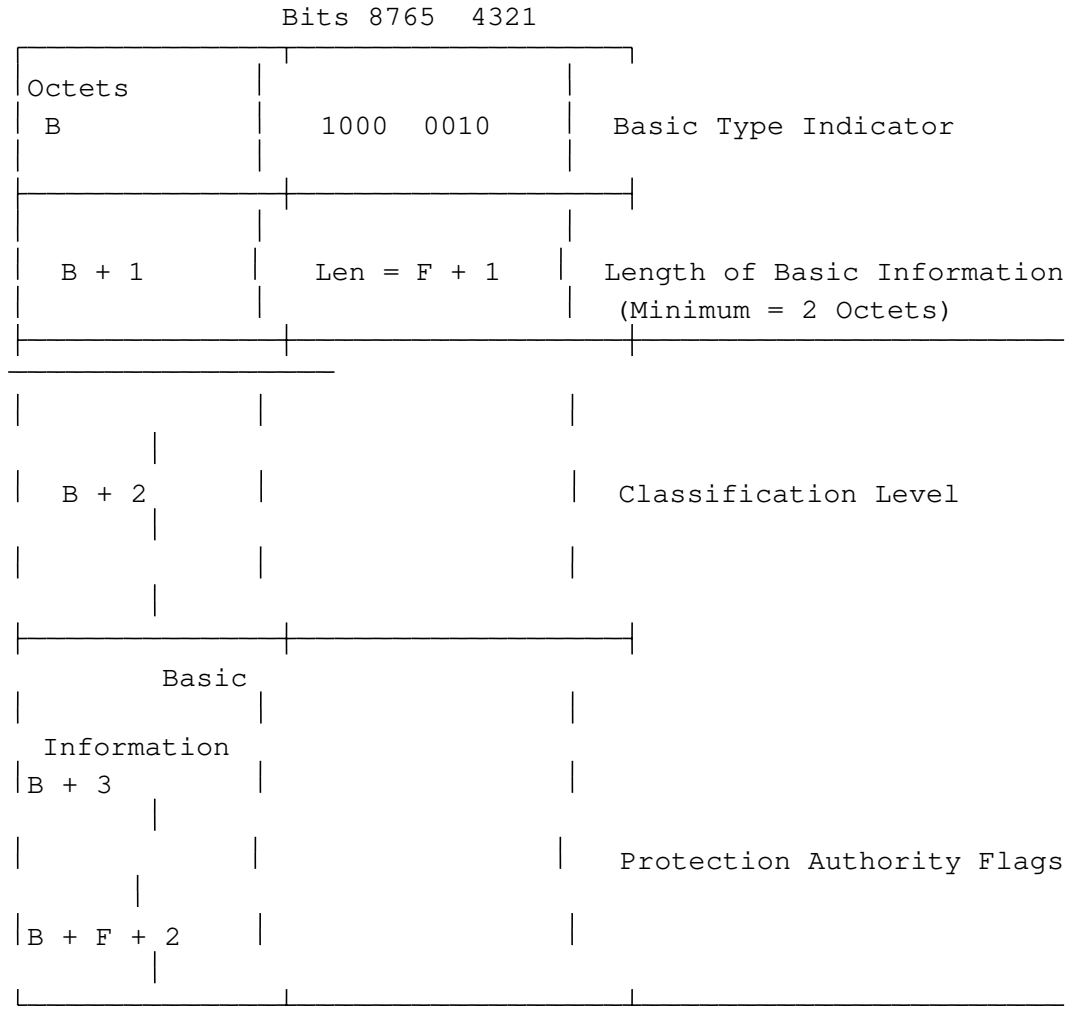 Bits 8765  4321
Octets
B 1000  0010 Basic Type Indicator
B + 1 Len = F + 1 Length of Basic Information
(Minimum = 2 Octets)
B + 2 Classification Level
Basic
Information
B + 3
Protection Authority Flags
B + F + 2